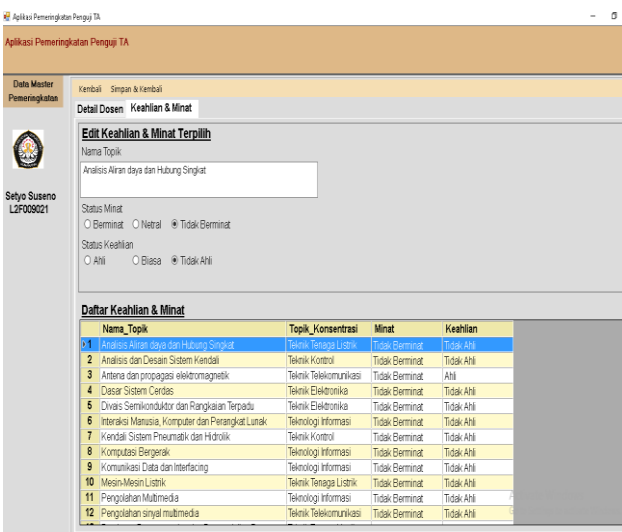 Aplikasi Pemeringkatan Penguji TA
Aplikasi Pemeringkatan Penguji TA
Data Master
Pemeringkatan
Setyo Suseno
L2F009021
Kembali Simpan & Kembali
Detail Dosen Keahlian & Minat
Edit Keahlian & Minat Terpilih
Nama Topik
Analisis Aliran daya dan Hubung Singkat
Status Minat
Berminat Netral Tidak Berminat
Status Keahlian
Ahli Biasa Tidak Ahli
Daftar Keahlian & Minat
Nama_Topik Topik_Konsentrasi Minat Keahlian
1 Analisis Aliran daya dan Hubung Singkat Teknik Tenaga Listrik Tidak Berminat Tidak Ahli
2 Analisis dan Desain Sistem Kendali Teknik Kontrol Tidak Berminat Tidak Ahli
3 Antena dan propagasi elektromagnetik Teknik Telekomunikasi Tidak Berminat Ahli
4 Dasar Sistem Cerdas Teknik Elektronika Tidak Berminat Tidak Ahli
5 Divais Semikonduktor dan Rangkaian Terpadu Teknik Elektronika Tidak Berminat Tidak Ahli
6 Interaksi Manusia, Komputer dan Perangkat Lunak Teknologi Informasi Tidak Berminat Tidak Ahli
7 Kendali Sistem Pneumatik dan Hidrolik Teknik Kontrol Tidak Berminat Tidak Ahli
8 Komputasi Bergerak Teknologi Informasi Tidak Berminat Tidak Ahli
9 Komunikasi Data dan Interfacing Teknologi Informasi Tidak Berminat Tidak Ahli
10 Mesin-Mesin Listrik Teknik Tenaga Listrik Tidak Berminat Tidak Ahli
11 Pengolahan Multimedia Teknologi Informasi Tidak Berminat Tidak Ahli
12 Pengolahan sinyal multimedia Teknik Telekomunikasi Tidak Berminat Tidak Ahli